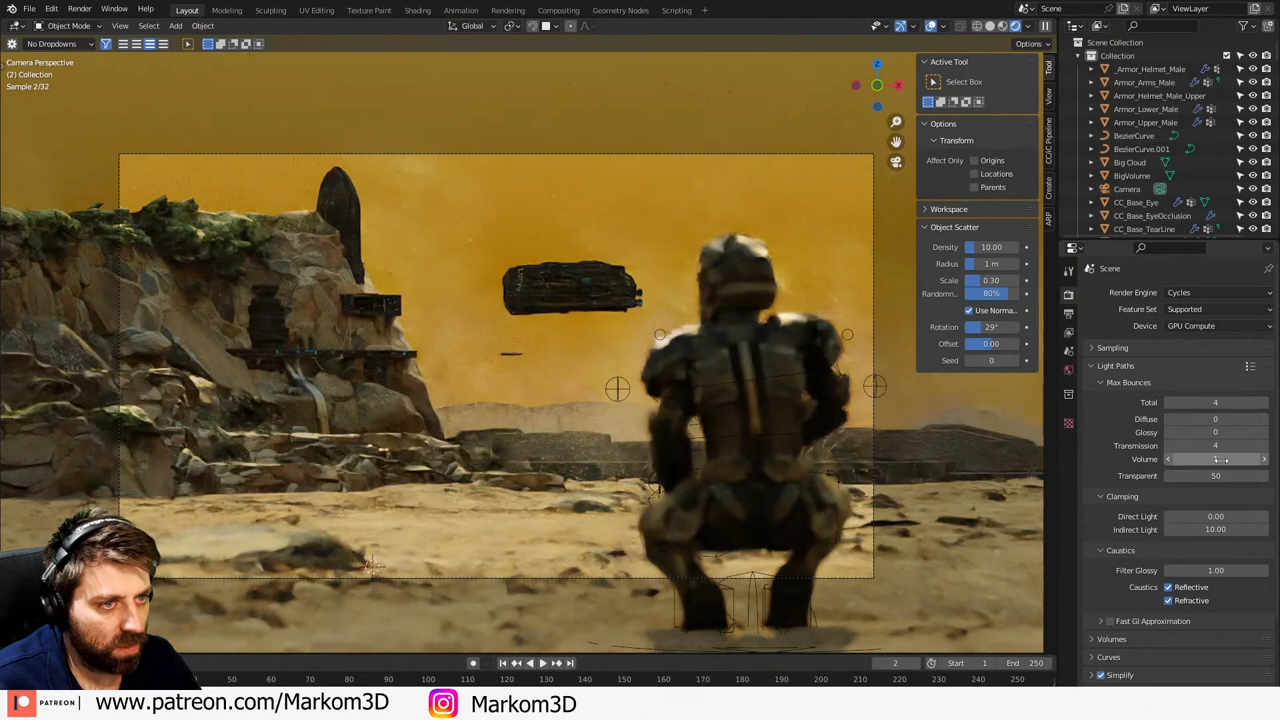 File Edit Render Window Help Layout Modeling Sculpting UV Editing Texture Paint Shading Animation Rendering Compositing Geometry Nodes Scripting Scene ViewLayer
Object Mode View Select Add Object Global
No Dropdowns Options
Camera Perspective
(2) Collection
Sample 2/32
Active Tool
Select Box
Options
Transform
Affect Only Origins
Locations
Parents
Workspace
Object Scatter
Density 10.00
Radius 1 m
Scale 0.30
Randomn... 80%
Use Norma...
Rotation 29°
Offset 0.00
Seed 0
Tool
View
CC/iC Pipeline
Create
ARP
Scene Collection
Collection
_Armor_Helmet_Male
Armor_Arms_Male
Armor_Helmet_Male_Upper
Armor_Lower_Male
Armor_Upper_Male
BezierCurve
BezierCurve.001
Big Cloud
BigVolume
Camera
CC_Base_Eye
CC_Base_EyeOcclusion
CC_Base_TearLine
Scene
Render Engine Cycles
Feature Set Supported
Device GPU Compute
Sampling
Light Paths
Max Bounces
Total 4
Diffuse 0
Glossy 0
Transmission 4
Volume
Transparent 50
Clamping
Direct Light 0.00
Indirect Light 10.00
Caustics
Filter Glossy 1.00
Caustics Reflective
Refractive
Fast GI Approximation
Volumes
Curves
Simplify
2 Start 1 End 250
50 60 70 80 90 100 110 120 130 140 150 160 170 180 190 200 210 220 230 240 250
PATREON www.patreon.com/Markom3D Markom3D